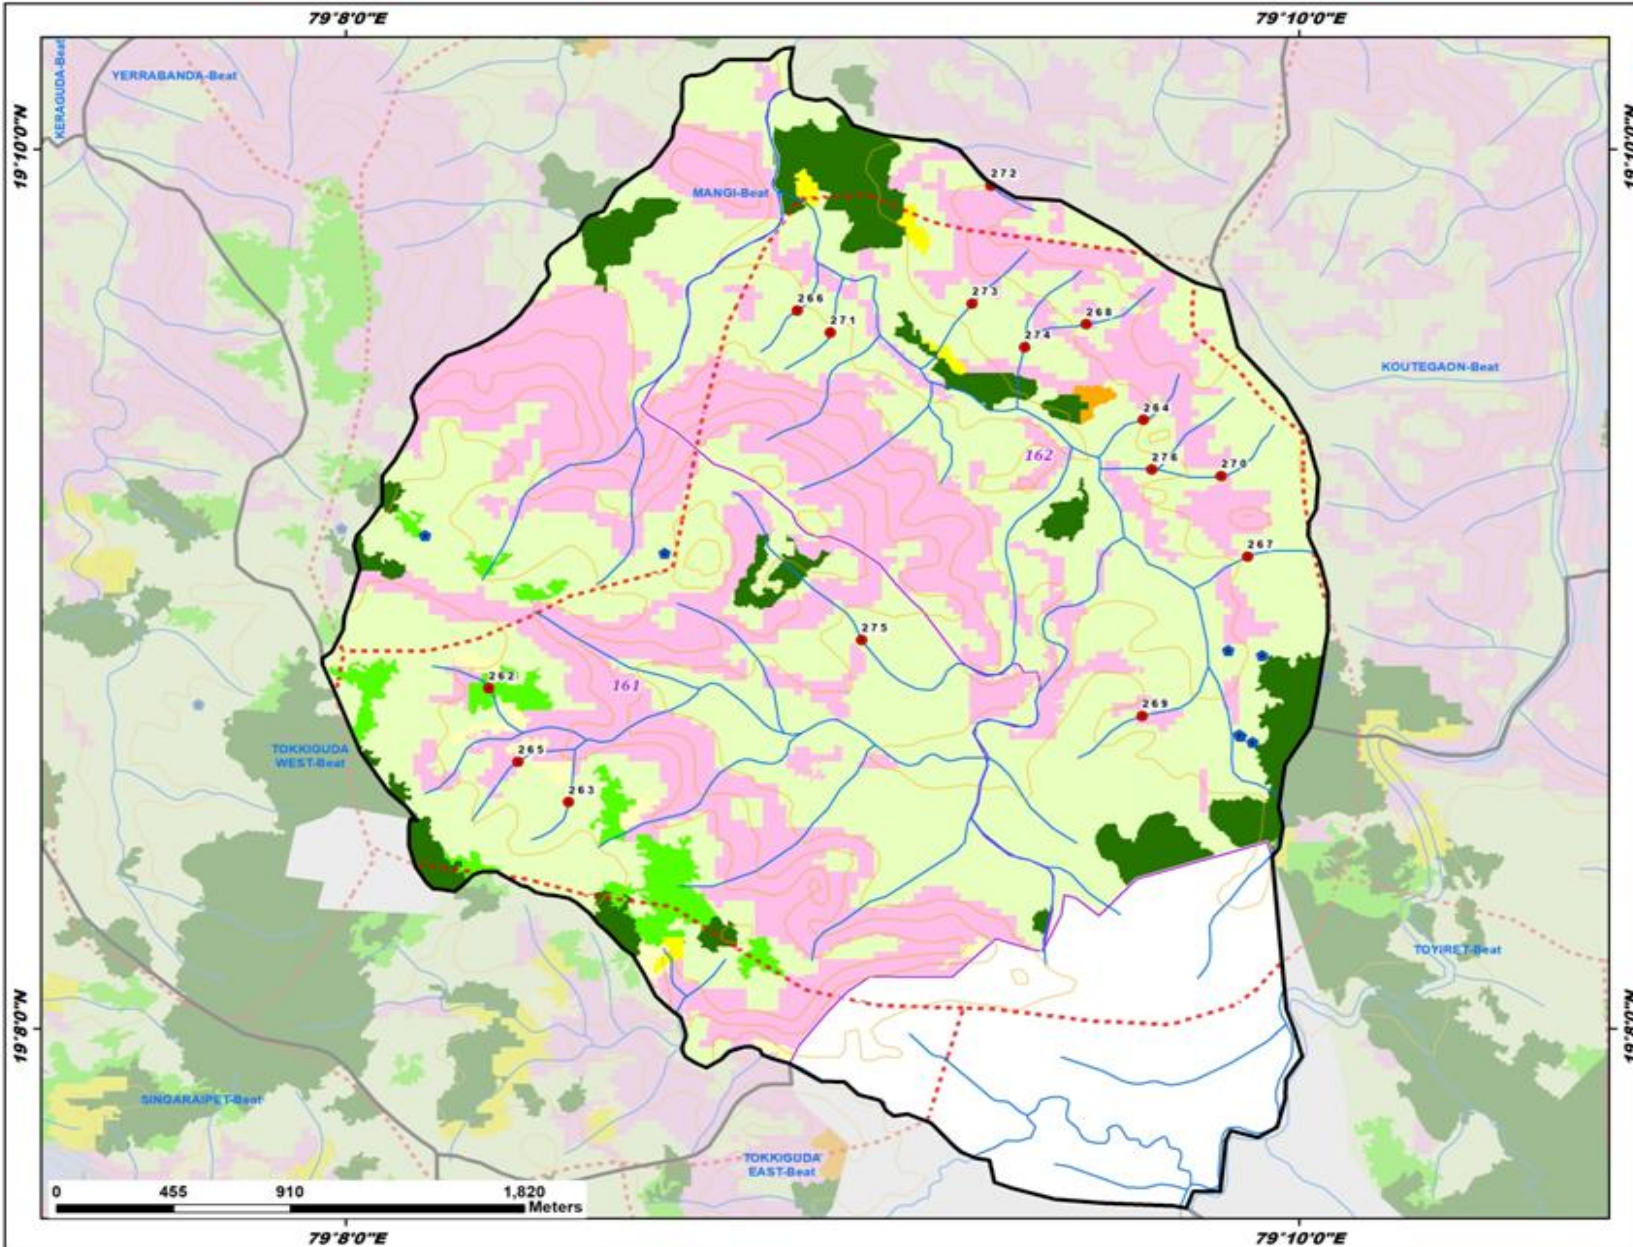 79°8'0"E
79°10'0"E
KERAGUDA-Beat
YERRABANDA-Beat
19°10'0"N
19°10'0"N
272
MANGI-Beat
266
273
271
268
274
KOUTEGAON-Beat
264
162
276
270
267
275
262
161
269
265
TOKKIGUDA
WEST-Beat
263
TOYIRET-Beat
19°8'0"N
19°8'0"N
SINGARAIPET-Beat
TOKKIGUDA
EAST-Beat
0
455
910
1,820
Meters
79°8'0"E
79°10'0"E